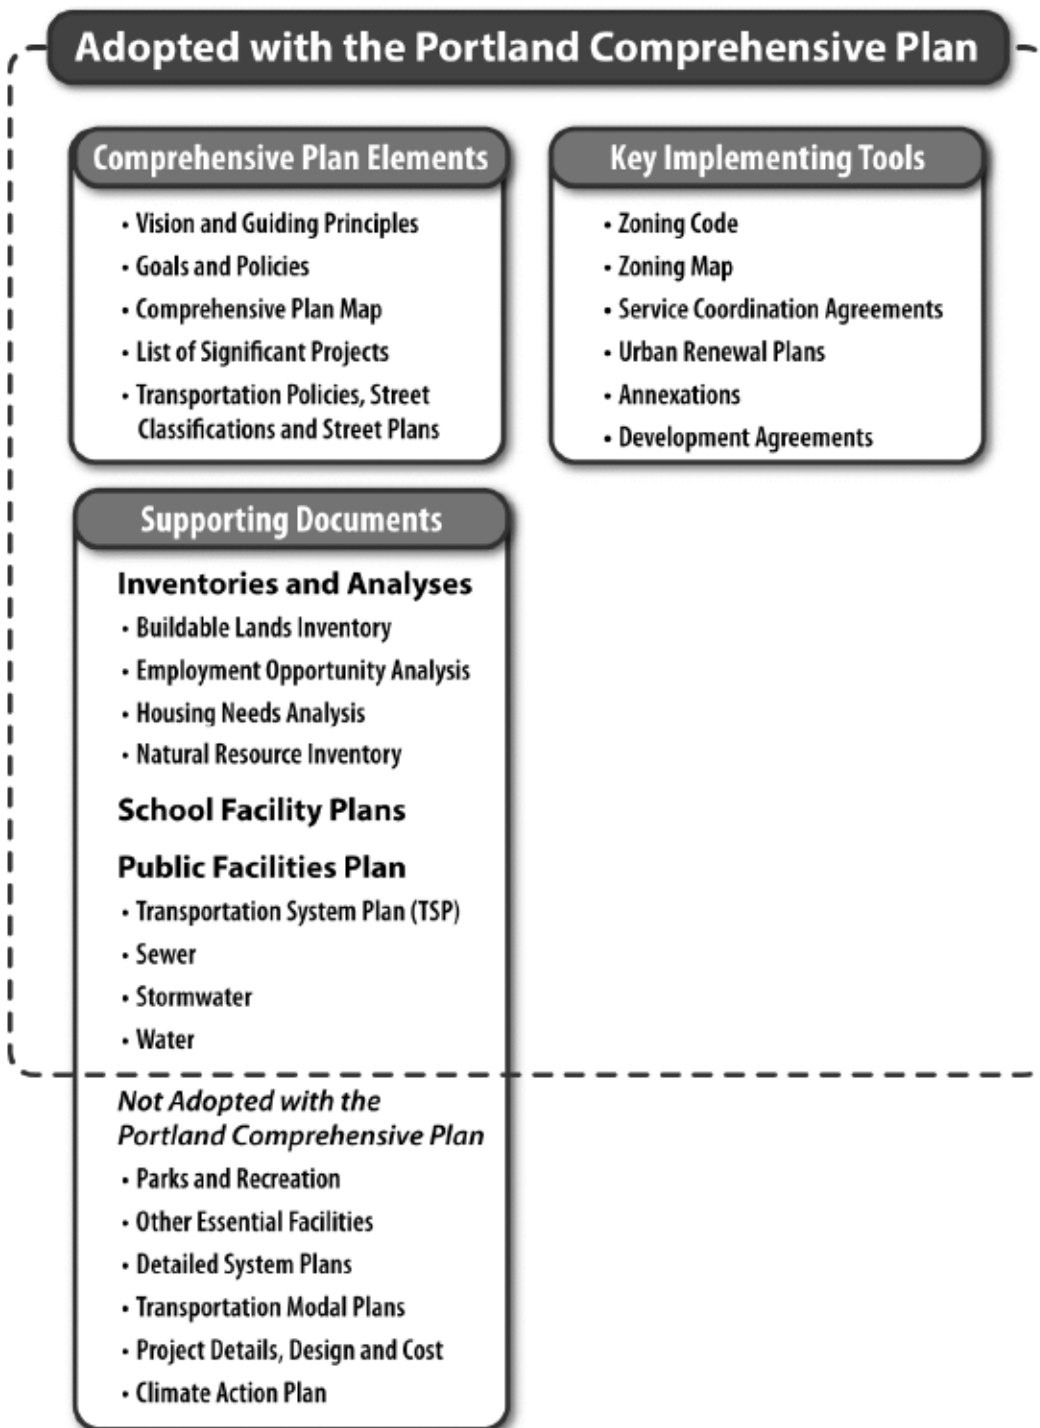 Adopted with the Portland Comprehensive Plan
Comprehensive Plan Elements
• Vision and Guiding Principles
• Goals and Policies
• Comprehensive Plan Map
• List of Significant Projects
• Transportation Policies, Street
Classifications and Street Plans
Key Implementing Tools
• Zoning Code
• Zoning Map
• Service Coordination Agreements
• Urban Renewal Plans
• Annexations
• Development Agreements
Supporting Documents
Inventories and Analyses
• Buildable Lands Inventory
• Employment Opportunity Analysis
• Housing Needs Analysis
• Natural Resource Inventory
School Facility Plans
Public Facilities Plan
• Transportation System Plan (TSP)
• Sewer
• Stormwater
• Water
Not Adopted with the
Portland Comprehensive Plan
• Parks and Recreation
• Other Essential Facilities
• Detailed System Plans
• Transportation Modal Plans
• Project Details, Design and Cost
• Climate Action Plan